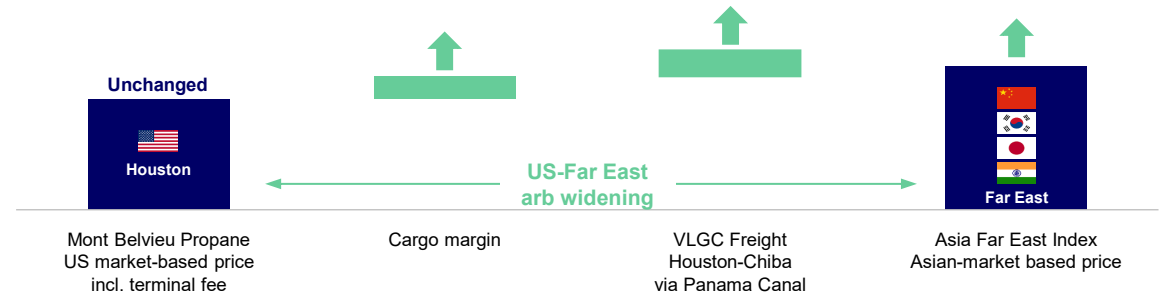 Unchanged
Houston
US-Far East
arb widening
Far East
Mont Belvieu Propane
US market-based price
incl. terminal fee
Cargo margin
VLGC Freight
Houston-Chiba
via Panama Canal
Asia Far East Index
Asian-market based price